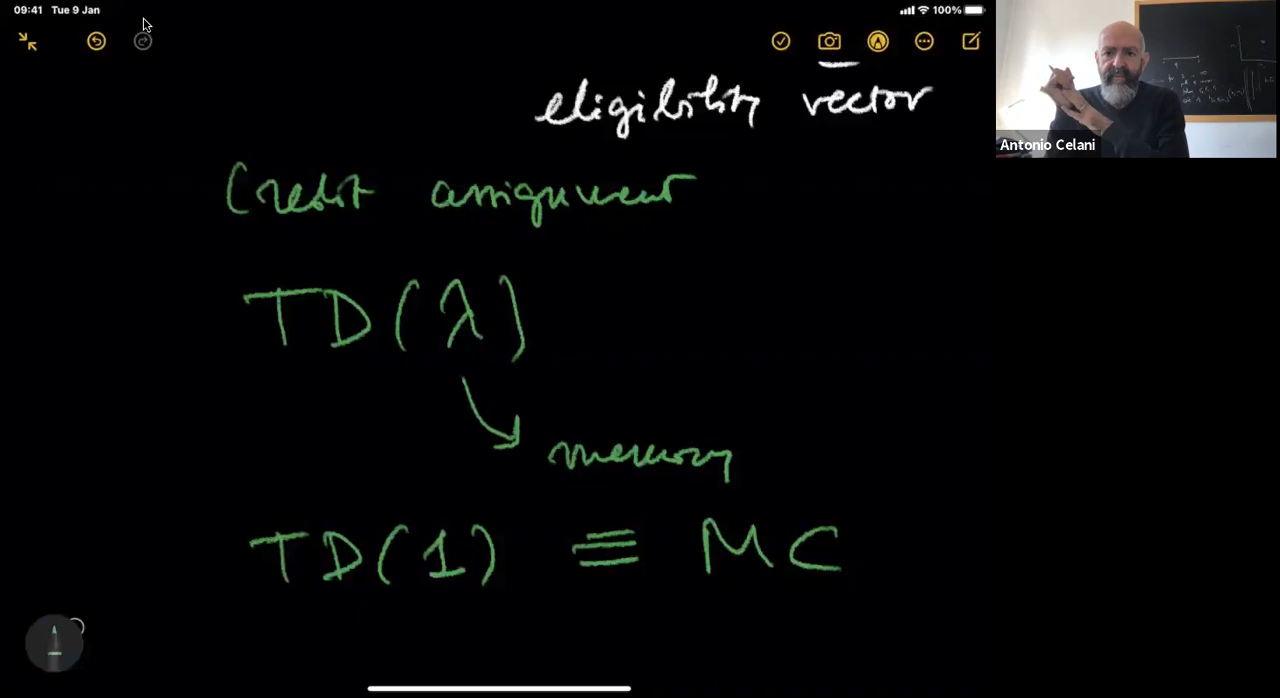 09:41 Tue 9 Jan
100%
eligibility vector
Antonio Celani
Credit assignment
TD(λ)
memory
TD(1) ≡ MC